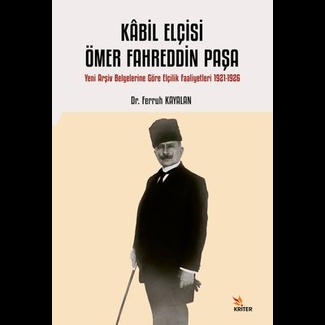 KÂBİL ELÇİSİ
ÖMER FAHREDDİN PAŞA
Yeni Arşiv Belgelerine Göre Elçilik Faaliyetleri 1921-1926
Dr. Ferruh KAYALAN
KRİTER